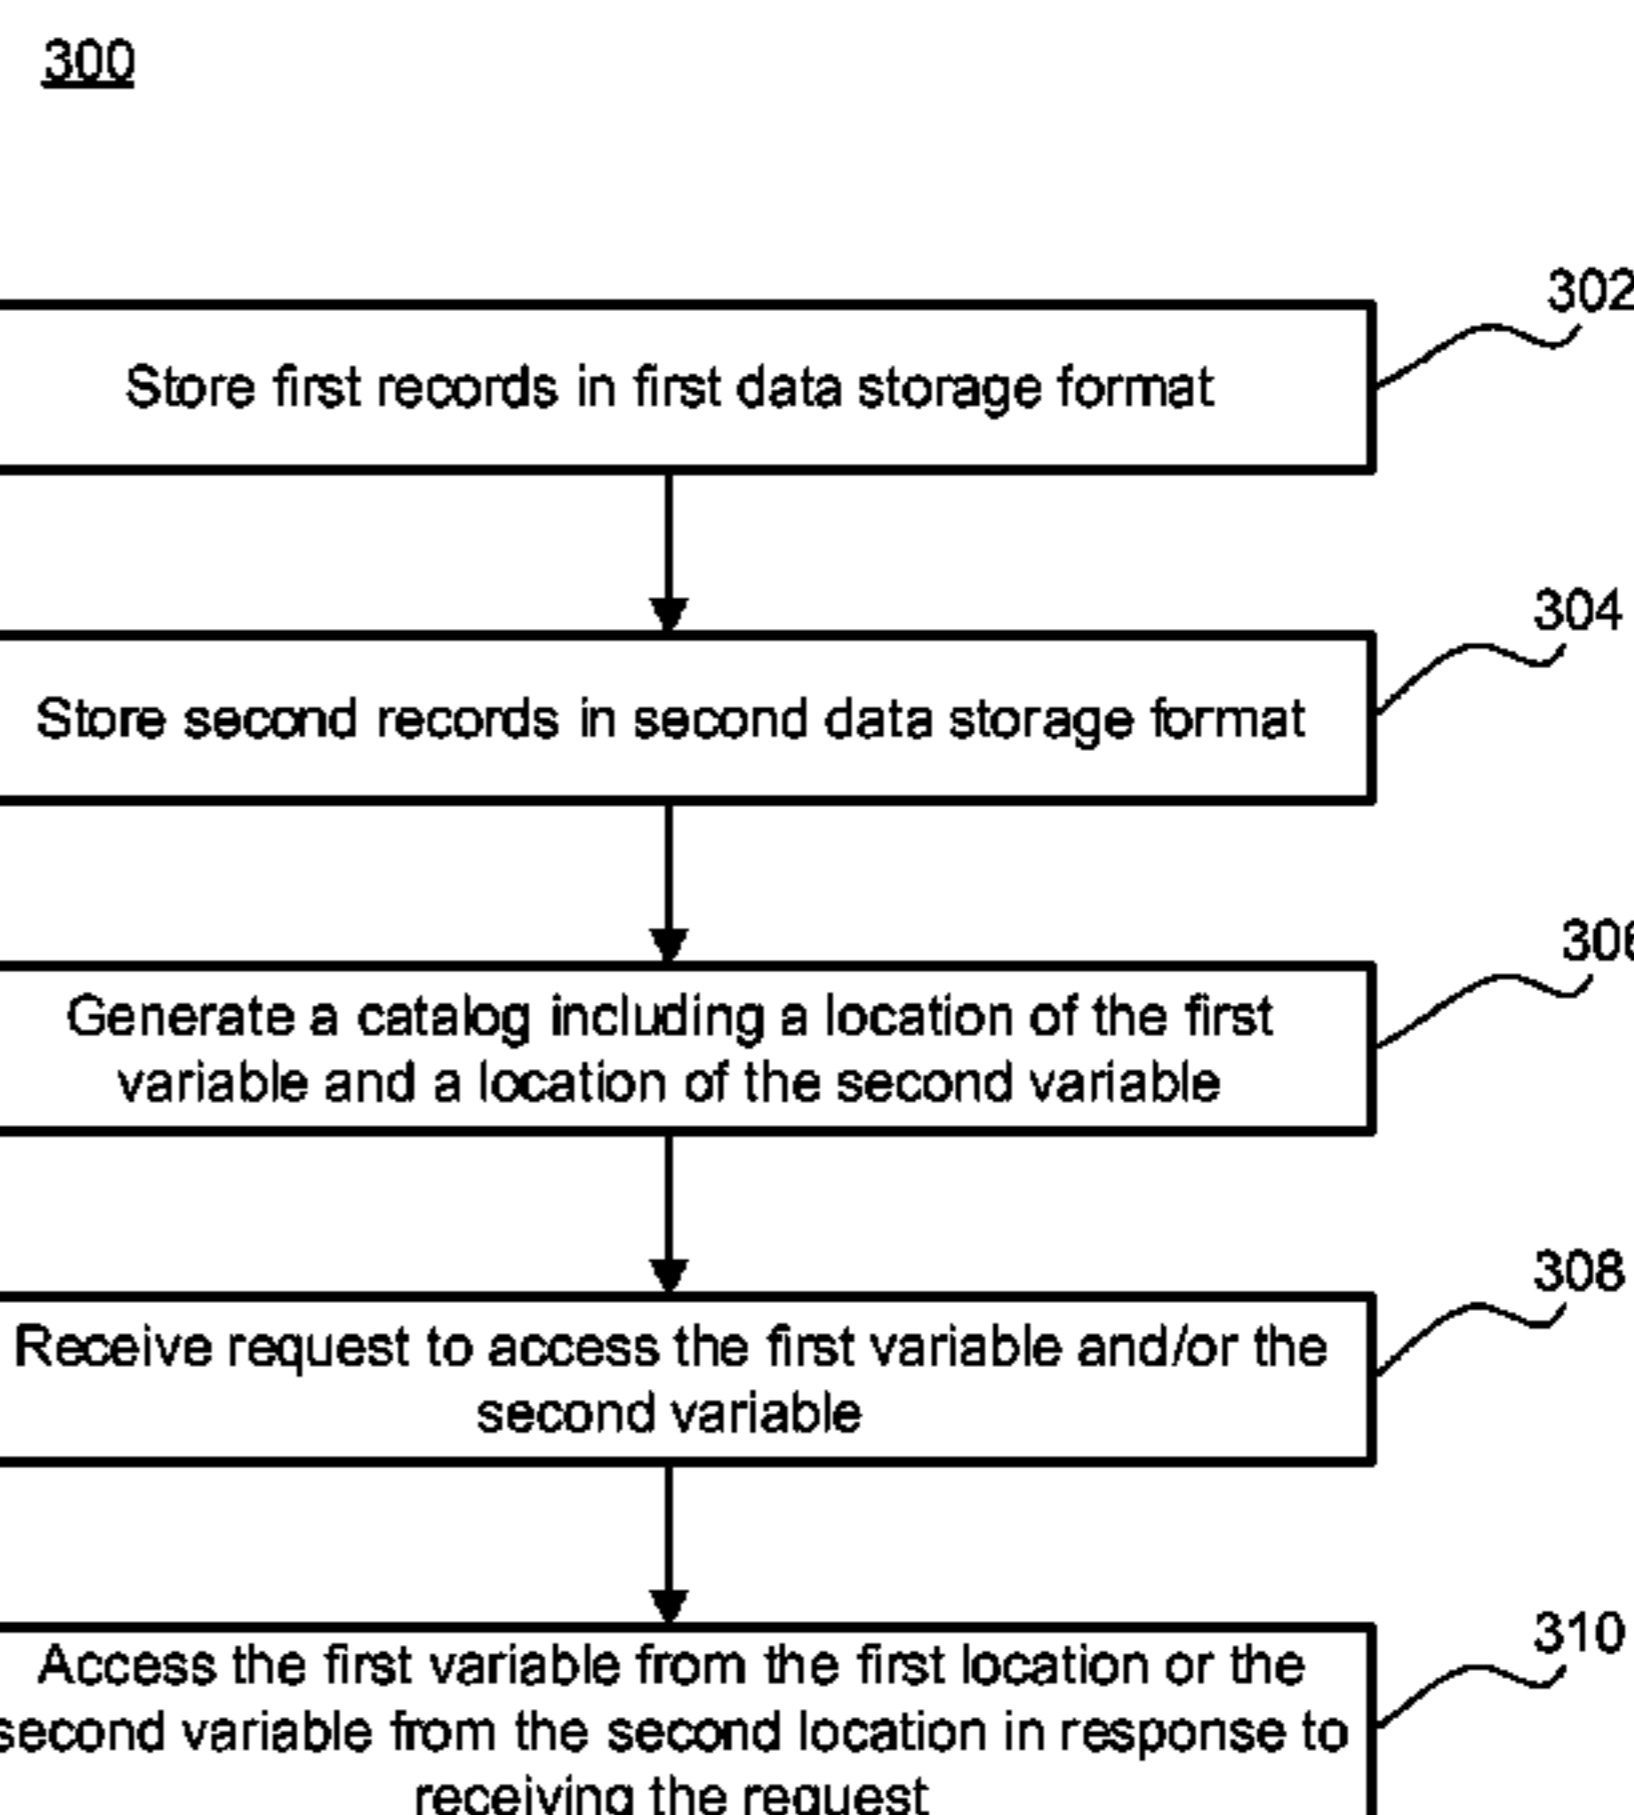 300
302
Store first records in first data storage format
304
Store second records in second data storage format
306
Generate a catalog including a location of the first
variable and a location of the second variable
308
Receive request to access the first variable and/or the
second variable
310
Access the first variable from the first location or the
second variable from the second location in response to
receiving the request